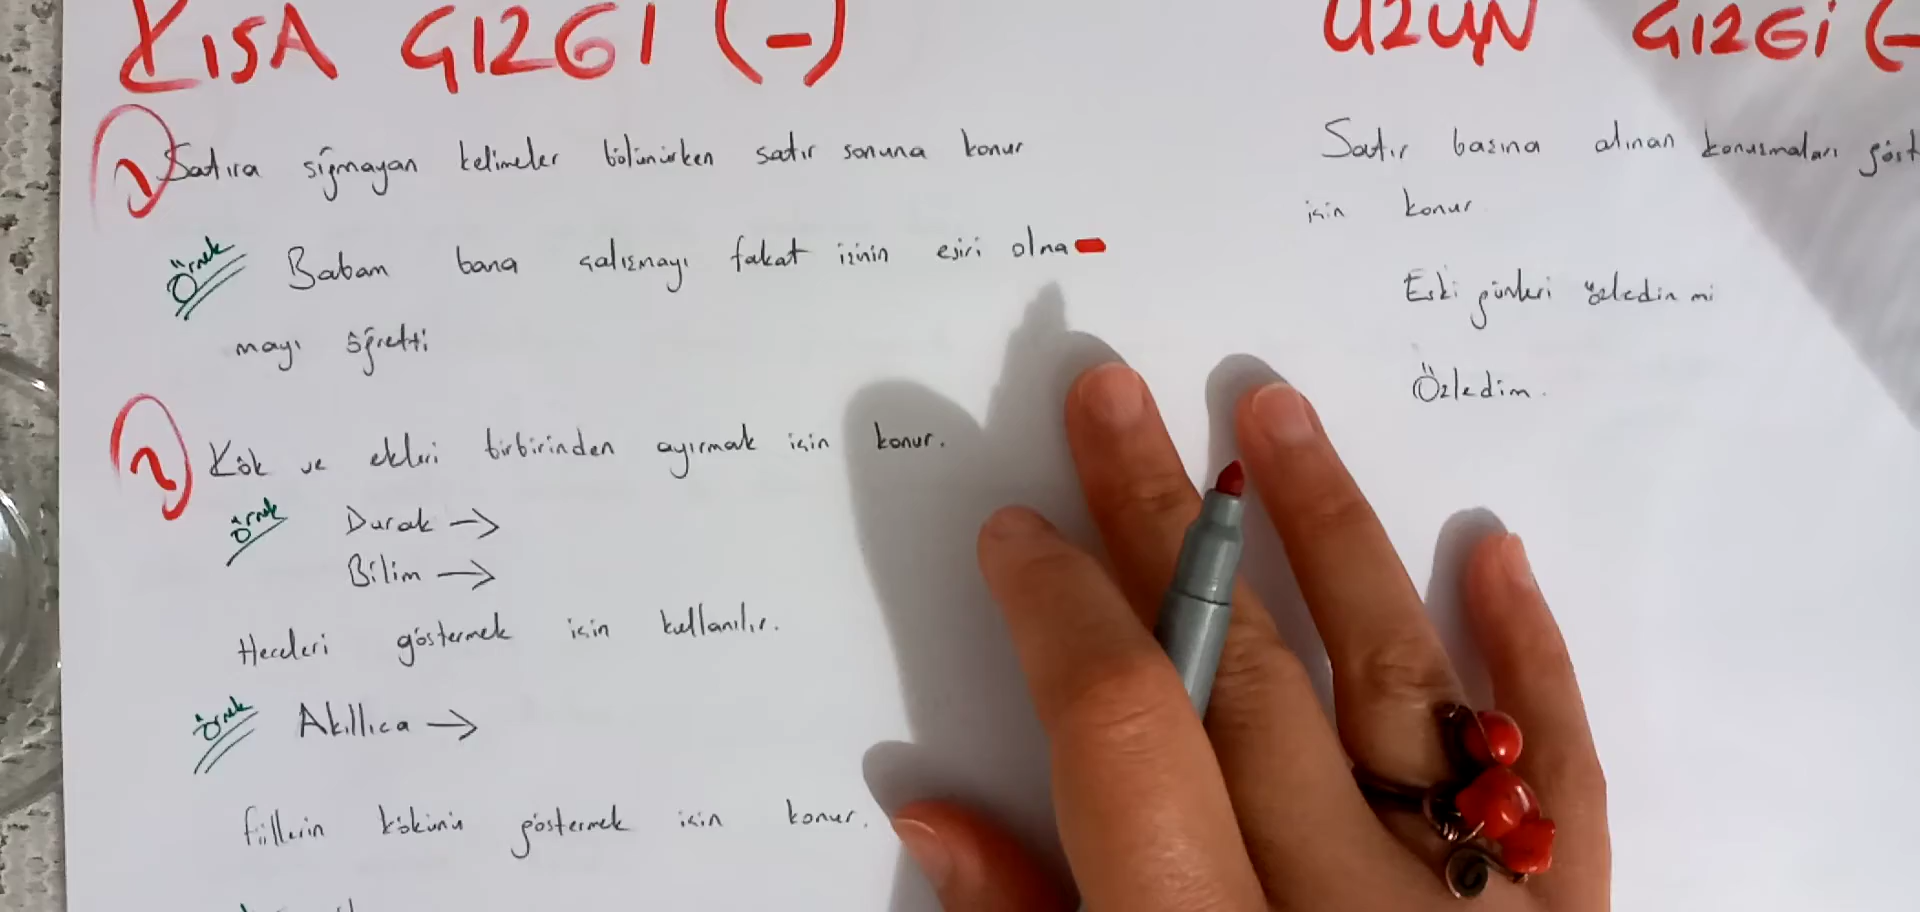 KISA ÇIZGI (-)
1 Satıra sığmayan kelimeler bölünürken satır sonuna konur
Örnek Babam bana çalışmayı fakat işinin esiri olma-
mayı öğretti
2 Kök ve ekleri birbirinden ayırmak için konur.
Örnek Durak →
Bilim →
Heceleri göstermek için kullanılır.
Örnek Akıllıca →
fiillerin kökünü göstermek için konur.
UZUN ÇIZGİ (-
Satır başına alınan konuşmaları göst
için konur.
Eski günleri özledin mi
Özledim.